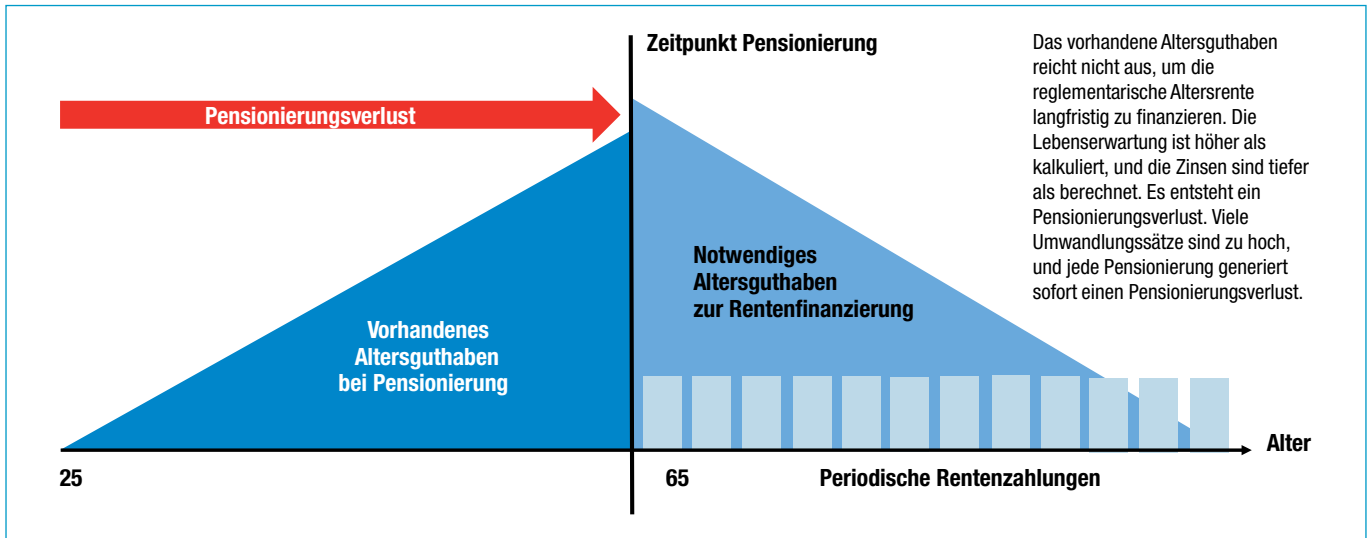 Zeitpunkt Pensionierung
Das vorhandene Altersguthaben
reicht nicht aus, um die
reglementarische Altersrente
langfristig zu finanzieren. Die
Lebenserwartung ist höher als
kalkuliert, und die Zinsen sind tiefer
als berechnet. Es entsteht ein
Pensionierungsverlust. Viele
Umwandlungssätze sind zu hoch,
und jede Pensionierung generiert
sofort einen Pensionierungsverlust.
Pensionierungsverlust
Notwendiges
Altersguthaben
zur Rentenfinanzierung
Vorhandenes
Altersguthaben
bei Pensionierung
Alter
25
65
Periodische Rentenzahlungen